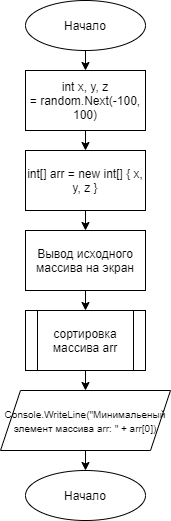 Начало
int x, y, z
= random.Next(-100,
100)
int[] arr = new int[] { x,
y, z }
Вывод исходного
массива на экран
сортировка
массива arr
Console.WriteLine("Минимальеный
элемент массива arr: " + arr[0])
Начало